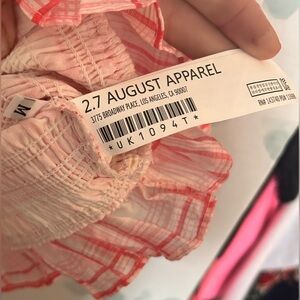 2.7 AUGUST APPAREL
3775 BROADWAY PLACE, LOS ANGELES, CA 90007
*UK1094T*
M